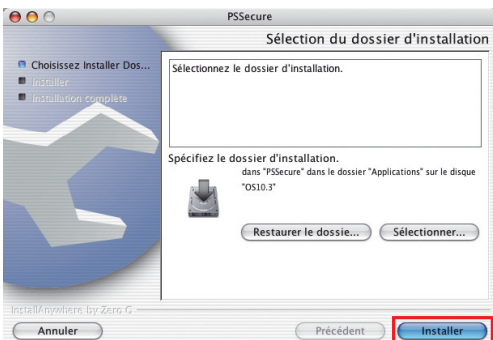 PSSecure
Sélection du dossier d'installation
Choisissez Installer Dos...
Installer
Installation complète
Sélectionnez le dossier d'installation.
Spécifiez le dossier d'installation.
dans "PSSecure" dans le dossier "Applications" sur le disque
"OS10.3"
Restaurer le dossie...
Sélectionner...
InstallAnywhere by Zero G
Annuler
Précédent
Installer